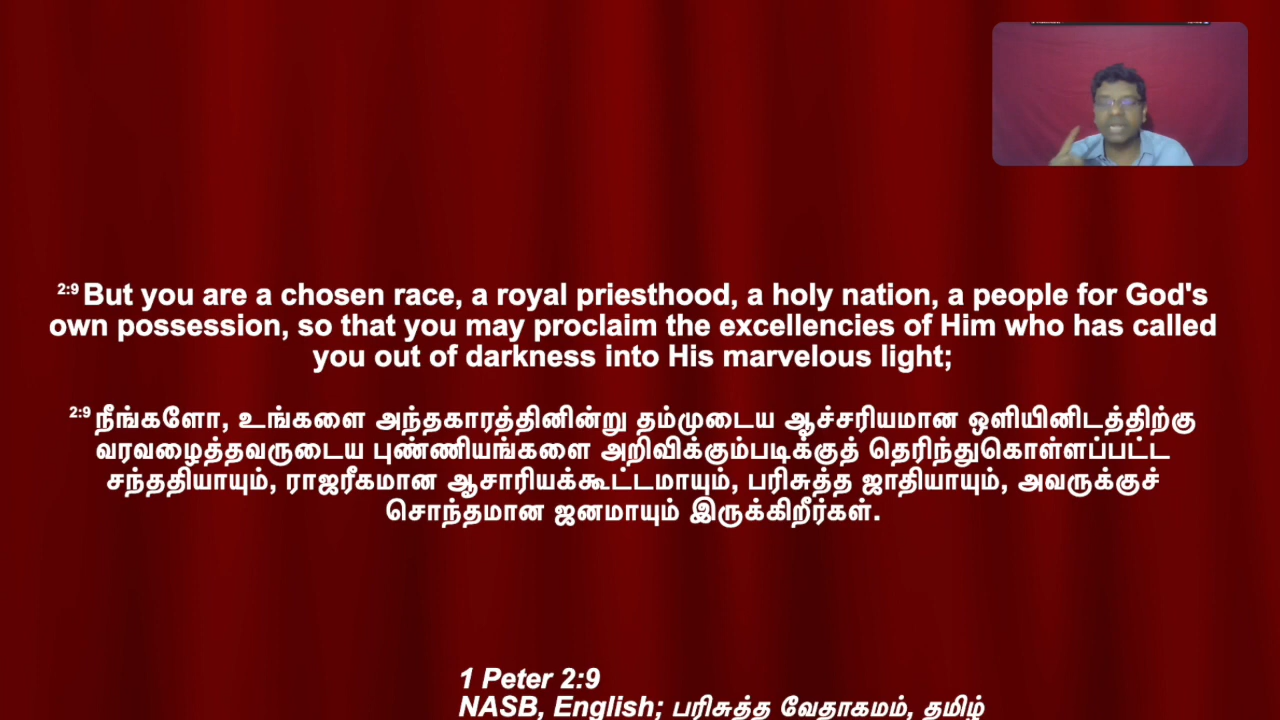 2:9 But you are a chosen race, a royal priesthood, a holy nation, a people for God's
own possession, so that you may proclaim the excellencies of Him who has called
you out of darkness into His marvelous light;
2:9 நீங்களோ, உங்களை அந்தகாரத்தினின்று தம்முடைய ஆச்சரியமான ஒளியினிடத்திற்கு
வரவழைத்தவருடைய புண்ணியங்களை அறிவிக்கும்படிக்குத் தெரிந்துகொள்ளப்பட்ட
சந்ததியாயும், ராஜரீகமான ஆசாரியக்கூட்டமாயும், பரிசுத்த ஜாதியாயும், அவருக்குச்
சொந்தமான ஜனமாயும் இருக்கிறீர்கள்.
1 Peter 2:9
NASB, English; பரிசுத்த வேதாகமம், தமிழ்